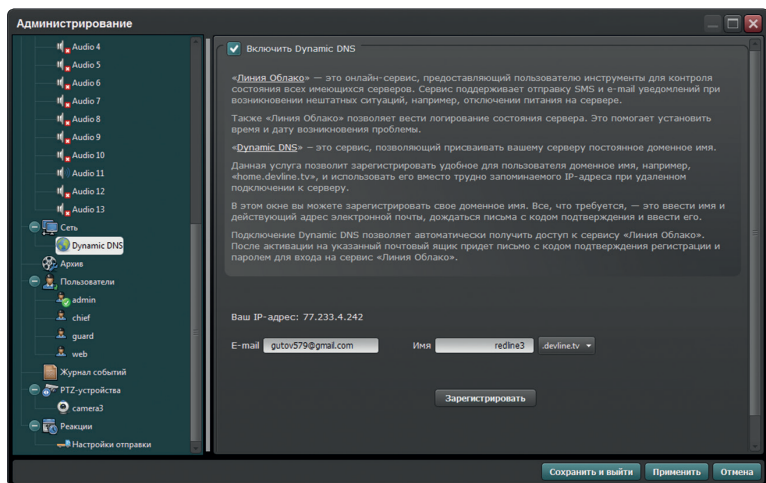 Администрирование
Audio 4
Audio 5
Audio 6
Audio 7
Audio 8
Audio 9
Audio 10
Audio 11
Audio 12
Audio 13
Сеть
Dynamic DNS
Архив
Пользователи
admin
chief
guard
web
Журнал событий
PTZ-устройства
camera3
Реакции
Настройки отправки
Включить Dynamic DNS
«Линия Облако» — это онлайн-сервис, предоставляющий пользователю инструменты для контроля
состояния всех имеющихся серверов. Сервис поддерживает отправку SMS и e-mail уведомлений при
возникновении нештатных ситуаций, например, отключении питания на сервере.
Также «Линия Облако» позволяет вести логирование состояния сервера. Это помогает установить
время и дату возникновения проблемы.
«Dynamic DNS» – это сервис, позволяющий присваивать вашему серверу постоянное доменное имя.
Данная услуга позволит зарегистрировать удобное для пользователя доменное имя, например,
«home.devline.tv», и использовать его вместо трудно запоминаемого IP-адреса при удаленном
подключении к серверу.
В этом окне вы можете зарегистрировать свое доменное имя. Все, что требуется, — это ввести имя и
действующий адрес электронной почты, дождаться письма с кодом подтверждения и ввести его.
Подключение Dynamic DNS позволяет автоматически получить доступ к сервису «Линия Облако».
После активации на указанный почтовый ящик придет письмо с кодом подтверждения регистрации и
паролем для входа на сервис «Линия Облако».
Ваш IP-адрес: 77.233.4.242
E-mail gutov579@gmail.com Имя redline3 .devline.tv
Зарегистрировать
Сохранить и выйти Применить Отмена